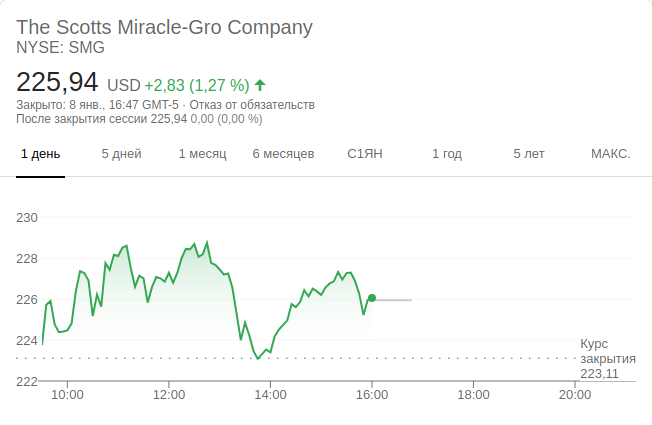 The Scotts Miracle-Gro Company
NYSE: SMG
225,94 USD +2,83 (1,27 %)
Закрыто: 8 янв., 16:47 GMT-5 · Отказ от обязательств
После закрытия сессии 225,94 0,00 (0,00 %)
1 день 5 дней 1 месяц 6 месяцев С1ЯН 1 год 5 лет МАКС.
230
228
226
224
222
Курс
закрытия
223,11
10:00 12:00 14:00 16:00 18:00 20:00